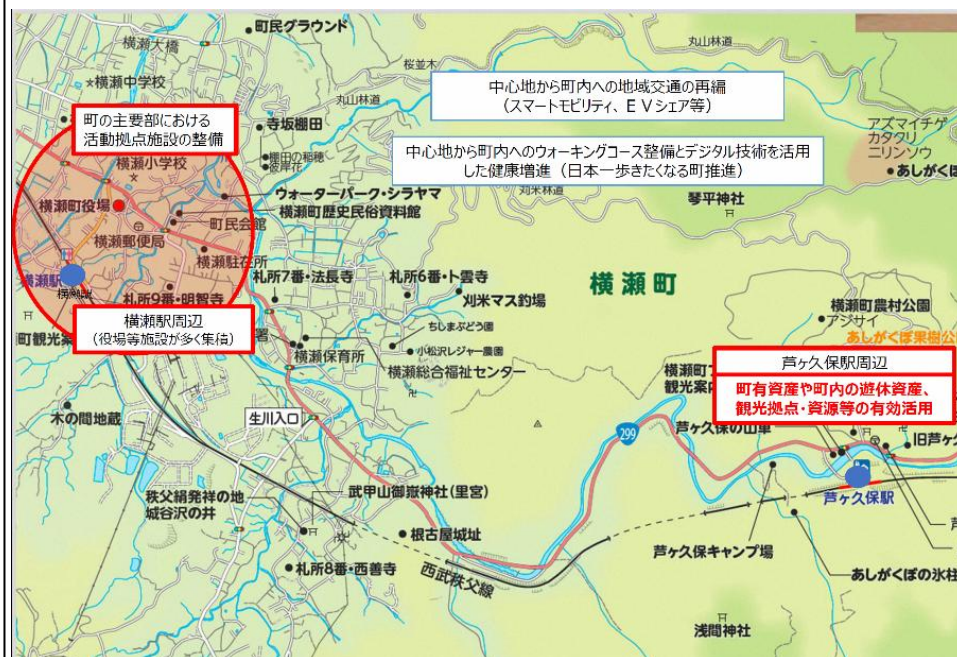 町民グラウンド
横瀬大橋
丸山林道
桜並木
横瀬中学校
中心地から町内への地域交通の再編
（スマートモビリティ、ＥＶシェア等）
丸山林道
町の主要部における
活動拠点施設の整備
寺坂棚田
アズマイチゲ
カタクリ
ニリンソウ
棚田の稲穂
彼岸花
中心地から町内へのウォーキングコース整備とデジタル技術を活用
した健康増進（日本一歩きたくなる町推進）
横瀬小学校
あしがくぼ
ウォーターパーク・シラヤマ
刈米林道
琴平神社
横瀬町役場
横瀬町歴史民俗資料館
町民会館
横瀬郵便局
横瀬駐在所
札所7番・法長寺
札所6番・卜雲寺
横瀬町
横瀬駅
刈米マス釣場
札所9番・明智寺
横瀬町農村公園
アジサイ
横瀬駅周辺
（役場等施設が多く集積）
ちしまぶどう園
町観光案
署
小松沢レジャー農園
あしがくぼ果樹公
横瀬保育所
横瀬総合福祉センター
芦ヶ久保駅周辺
横瀬町
観光案内
町有資産や町内の遊休資産、
観光拠点・資源等の有効活用
木の間地蔵
生川入口
299
芦ヶ久保の山車
旧芦ヶ
芦ヶ久保駅
秩父絹発祥の地
城谷沢の井
武甲山御嶽神社(里宮)
根古屋城址
芦ヶ久保キャンプ場
札所8番・西善寺
西武秩父線
あしがくぼの氷柱
浅間神社